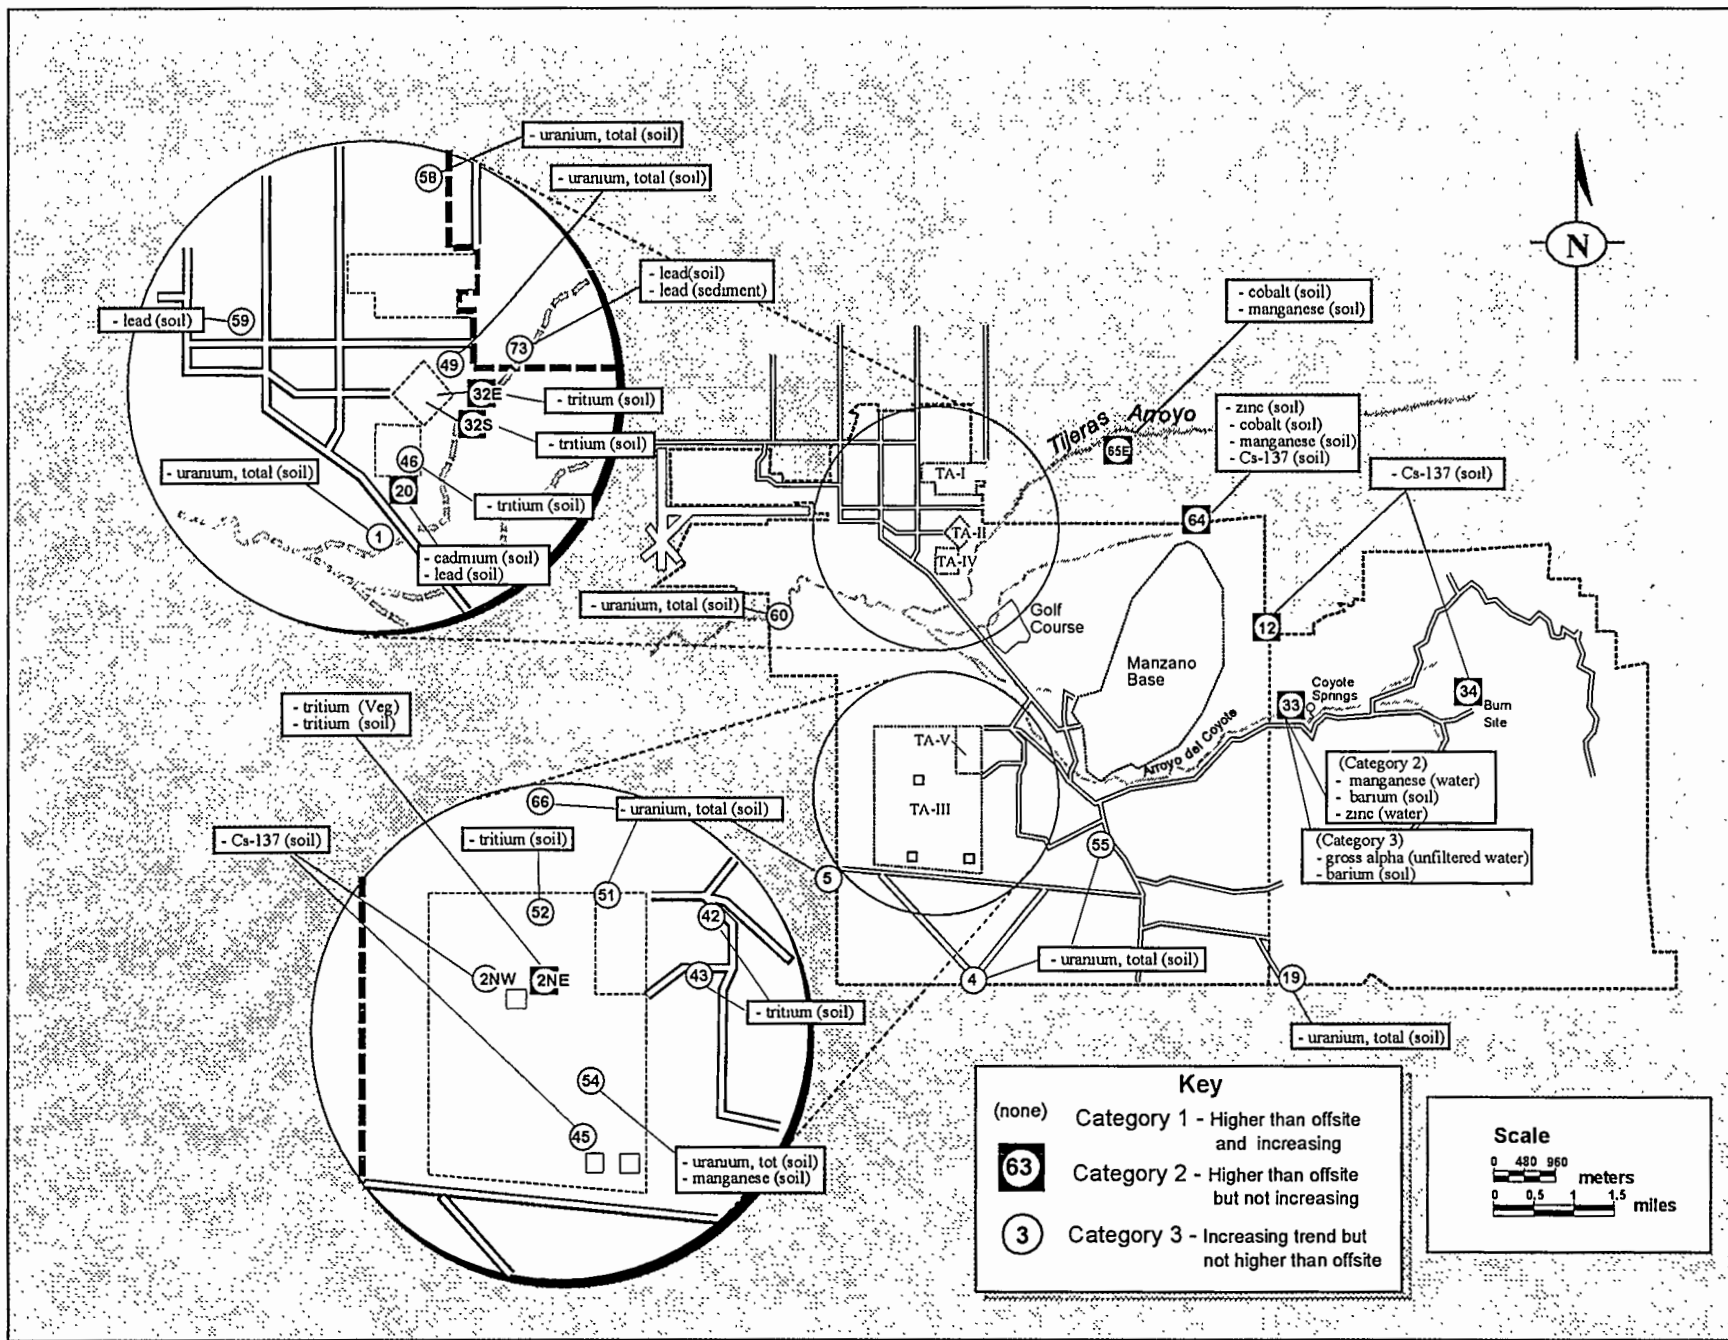 - uranium, total (soil)
58
- uranium, total (soil)
- lead(soil)
- lead (sediment)
- lead (soil)
59
73
49
32E
- tritium (soil)
32S
- tritium (soil)
46
- uranium, total (soil)
20
- tritium (soil)
1
- cadmium (soil)
- lead (soil)
N
- cobalt (soil)
- manganese (soil)
Tijeras Arroyo
65E
- zinc (soil)
- cobalt (soil)
- manganese (soil)
- Cs-137 (soil)
- Cs-137 (soil)
TA-I
TA-II
TA-IV
64
- uranium, total (soil)
60
Golf
Course
12
Manzano
Base
Coyote
Springs
33
34
Burn
Site
Arroyo del Coyote
TA-V
TA-III
(Category 2)
- manganese (water)
- barium (soil)
- zinc (water)
(Category 3)
- gross alpha (unfiltered water)
- barium (soil)
55
5
- uranium, total (soil)
4
19
- uranium, total (soil)
- tritium (Veg)
- tritium (soil)
66
- uranium, total (soil)
- Cs-137 (soil)
- tritium (soil)
51
52
42
2NW
2NE
43
- tritium (soil)
54
45
- uranium, tot (soil)
- manganese (soil)
Key
(none)
Category 1 - Higher than offsite
and increasing
63
Category 2 - Higher than offsite
but not increasing
3
Category 3 - Increasing trend but
not higher than offsite
Scale
0 480 960
meters
0 0.5 1 1.5
miles